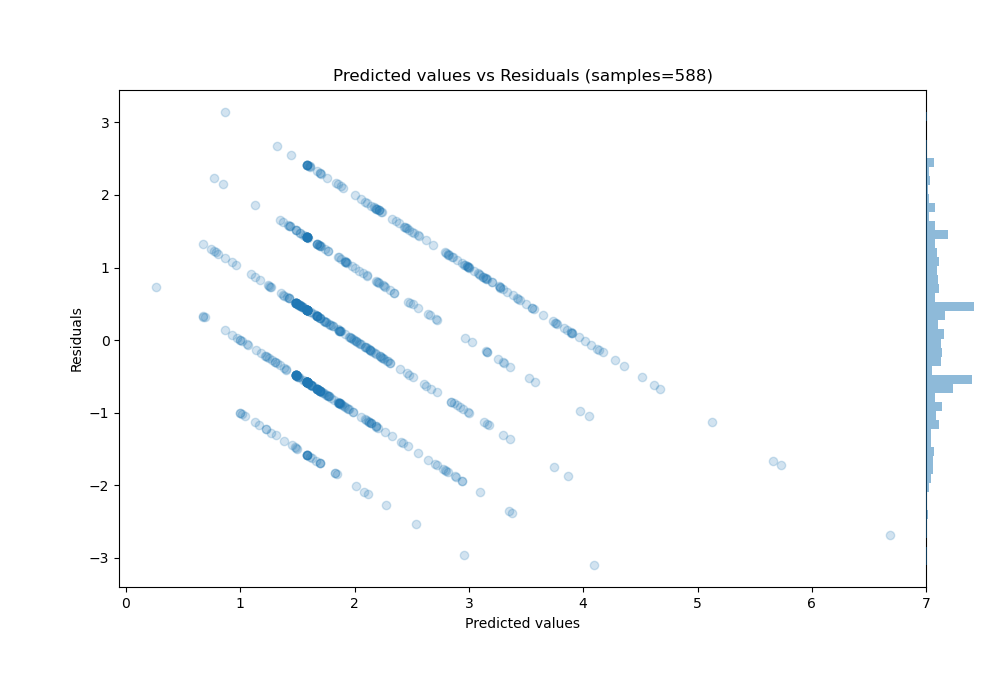 Predicted values vs Residuals (samples=588)
Residuals
3
2
1
0
−1
−2
−3
0 1 2 3 4 5 6 7
Predicted values